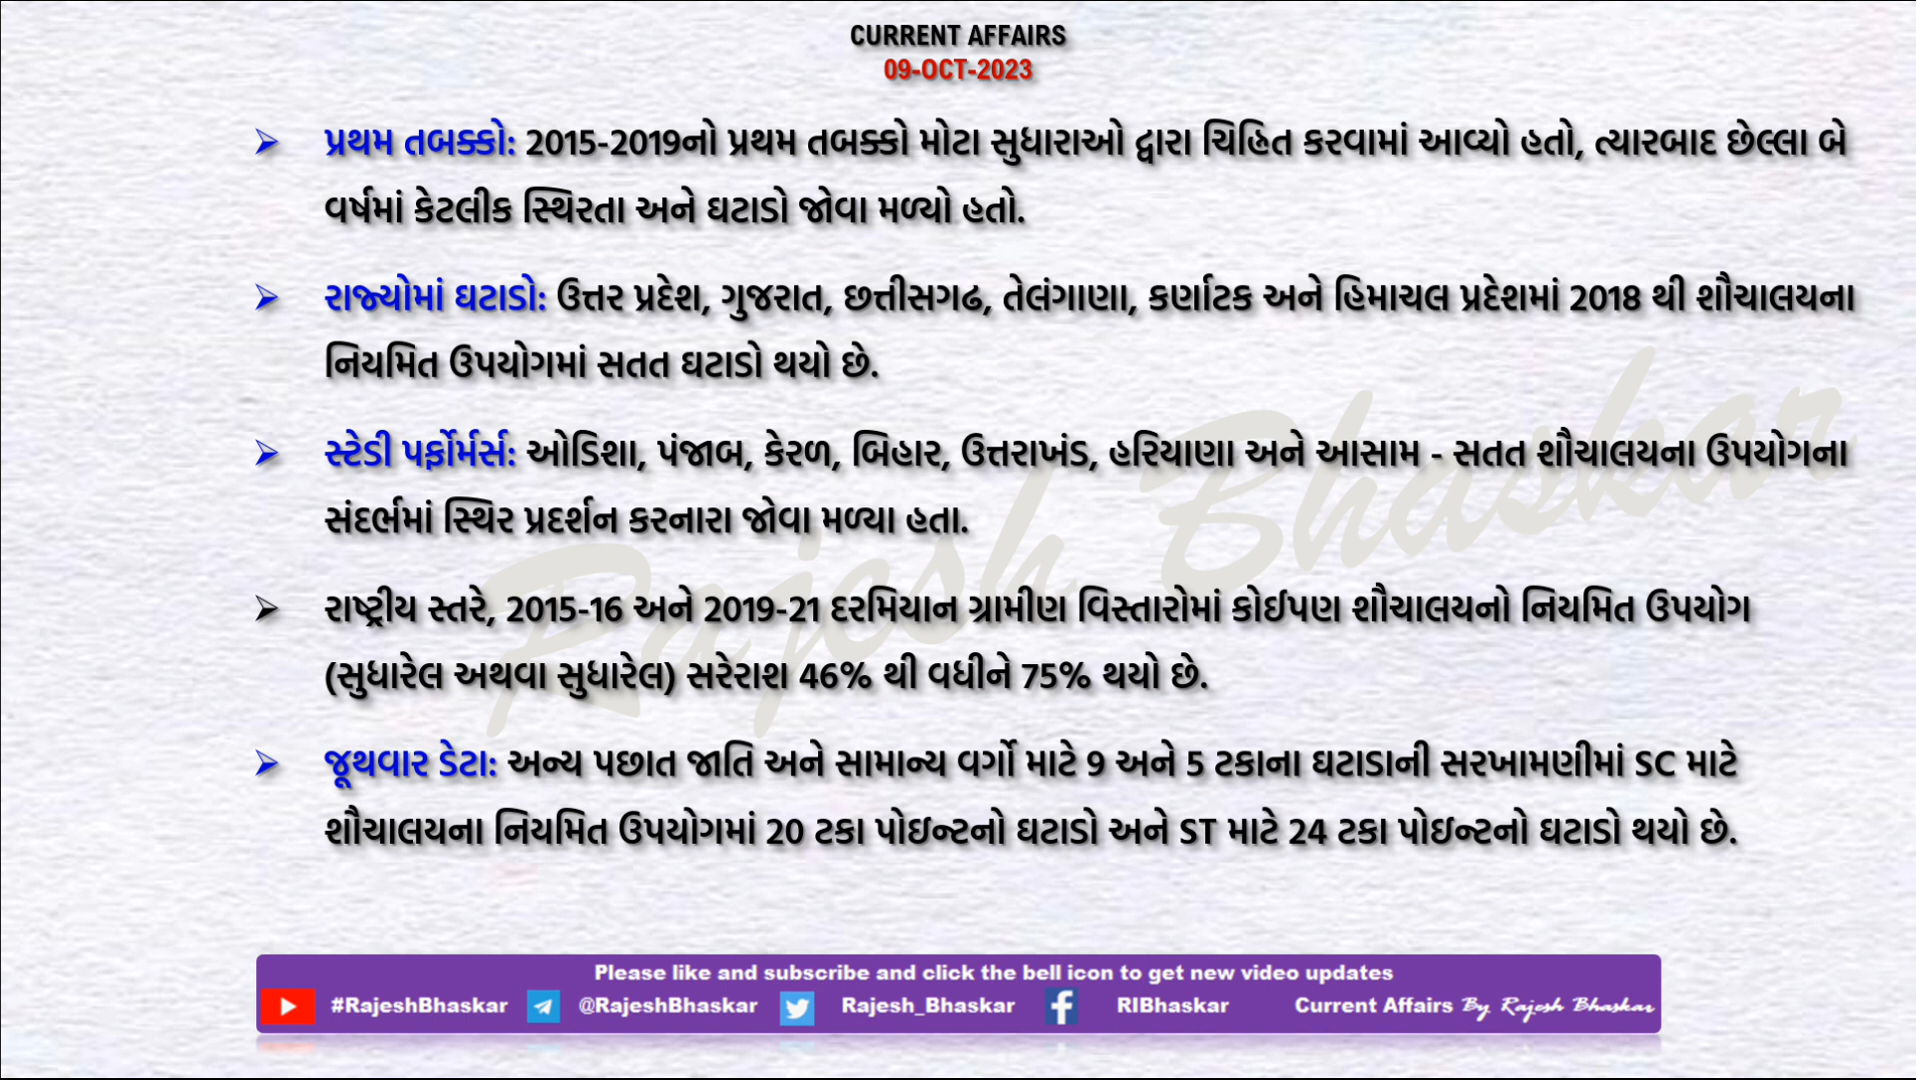 CURRENT AFFAIRS
09-OCT-2023
પ્રથમ તબક્કો: 2015-2019નો પ્રથમ તબક્કો મોટા સુધારાઓ દ્વારા ચિહ્નિત કરવામાં આવ્યો હતો, ત્યારબાદ છેલ્લા બે
વર્ષમાં કેટલીક સ્થિરતા અને ઘટાડો જોવા મળ્યો હતો.
રાજ્યોમાં ઘટાડો: ઉત્તર પ્રદેશ, ગુજરાત, છત્તીસગઢ, તેલંગાણા, કર્ણાટક અને હિમાચલ પ્રદેશમાં 2018 થી શૌચાલયના
નિયમિત ઉપયોગમાં સતત ઘટાડો થયો છે.
સ્ટેડી પર્ફોર્મર્સ: ઓડિશા, પંજાબ, કેરળ, બિહાર, ઉત્તરાખંડ, હરિયાણા અને આસામ - સતત શૌચાલયના ઉપયોગના
સંદર્ભમાં સ્થિર પ્રદર્શન કરનારા જોવા મળ્યા હતા.
રાષ્ટ્રીય સ્તરે, 2015-16 અને 2019-21 દરમિયાન ગ્રામીણ વિસ્તારોમાં કોઈપણ શૌચાલયનો નિયમિત ઉપયોગ
(સુધારેલ અથવા સુધારેલ) સરેરાશ 46% થી વધીને 75% થયો છે.
જૂથવાર ડેટા: અન્ય પછાત જાતિ અને સામાન્ય વર્ગો માટે 9 અને 5 ટકાના ઘટાડાની સરખામણીમાં SC માટે
શૌચાલયના નિયમિત ઉપયોગમાં 20 ટકા પોઇન્ટનો ઘટાડો અને ST માટે 24 ટકા પોઇન્ટનો ઘટાડો થયો છે.
Rajesh Bhaskar
Please like and subscribe and click the bell icon to get new video updates
#RajeshBhaskar @RajeshBhaskar Rajesh_Bhaskar RIBhaskar Current Affairs By Rajesh Bhaskar